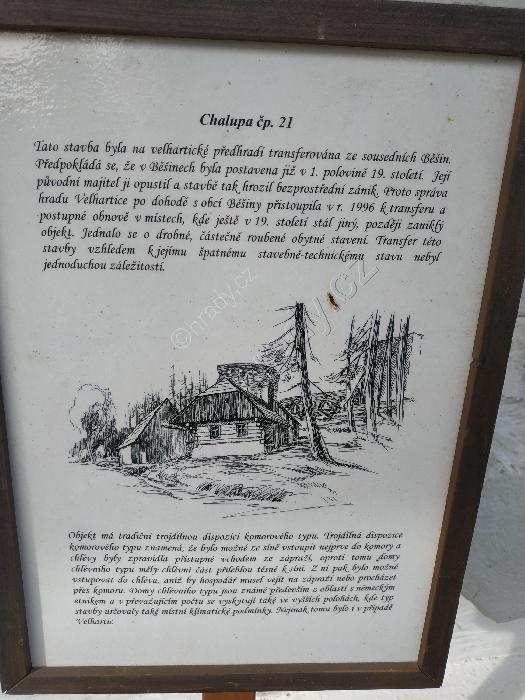 Chalupa čp. 21
Tato stavba byla na velhartické předhradí transferována ze sousedních Běšin.
Předpokládá se, že v Běšinech byla postavena již v 1. polovině 19. století. Její
původní majitel ji opustil a stavbě tak hrozil bezprostřední zánik. Proto správa
hradu Velhartice po dohodě s obcí Běšiny přistoupila v r. 1996 k transferu a
postupné obnově v místech, kde ještě v 19. století stál jiný, později zaniklý
objekt. Jednalo se o drobné, částečně roubené obytné stavení. Transfer této
stavby vzhledem k jejímu špatnému stavebně-technickému stavu nebyl
jednoduchou záležitostí.
©hrady.cz
Objekt má tradiční trojdílnou dispozici komorového typu. Trojdílná dispozice
komorového typu znamená, že bylo možné ze síně vstoupit nejprve do komory a
chlévy byly zpravidla přístupné vchodem ze zápraží, oproti tomu domy
chlévního typu měly chlévní část přilehlou těsně k síni. Z ní pak bylo možné
vstupovat do chléva, aniž by hospodář musel vejít na zápraží nebo procházet
přes komoru. Domy chlévního typu jsou známé především z oblastí s německým
etnikem a v převažujícím počtu se vyskytují také ve vyšších polohách, kde typ
stavby určovaly také místní klimatické podmínky. Nejinak tomu bylo i v případě
Velhartic.